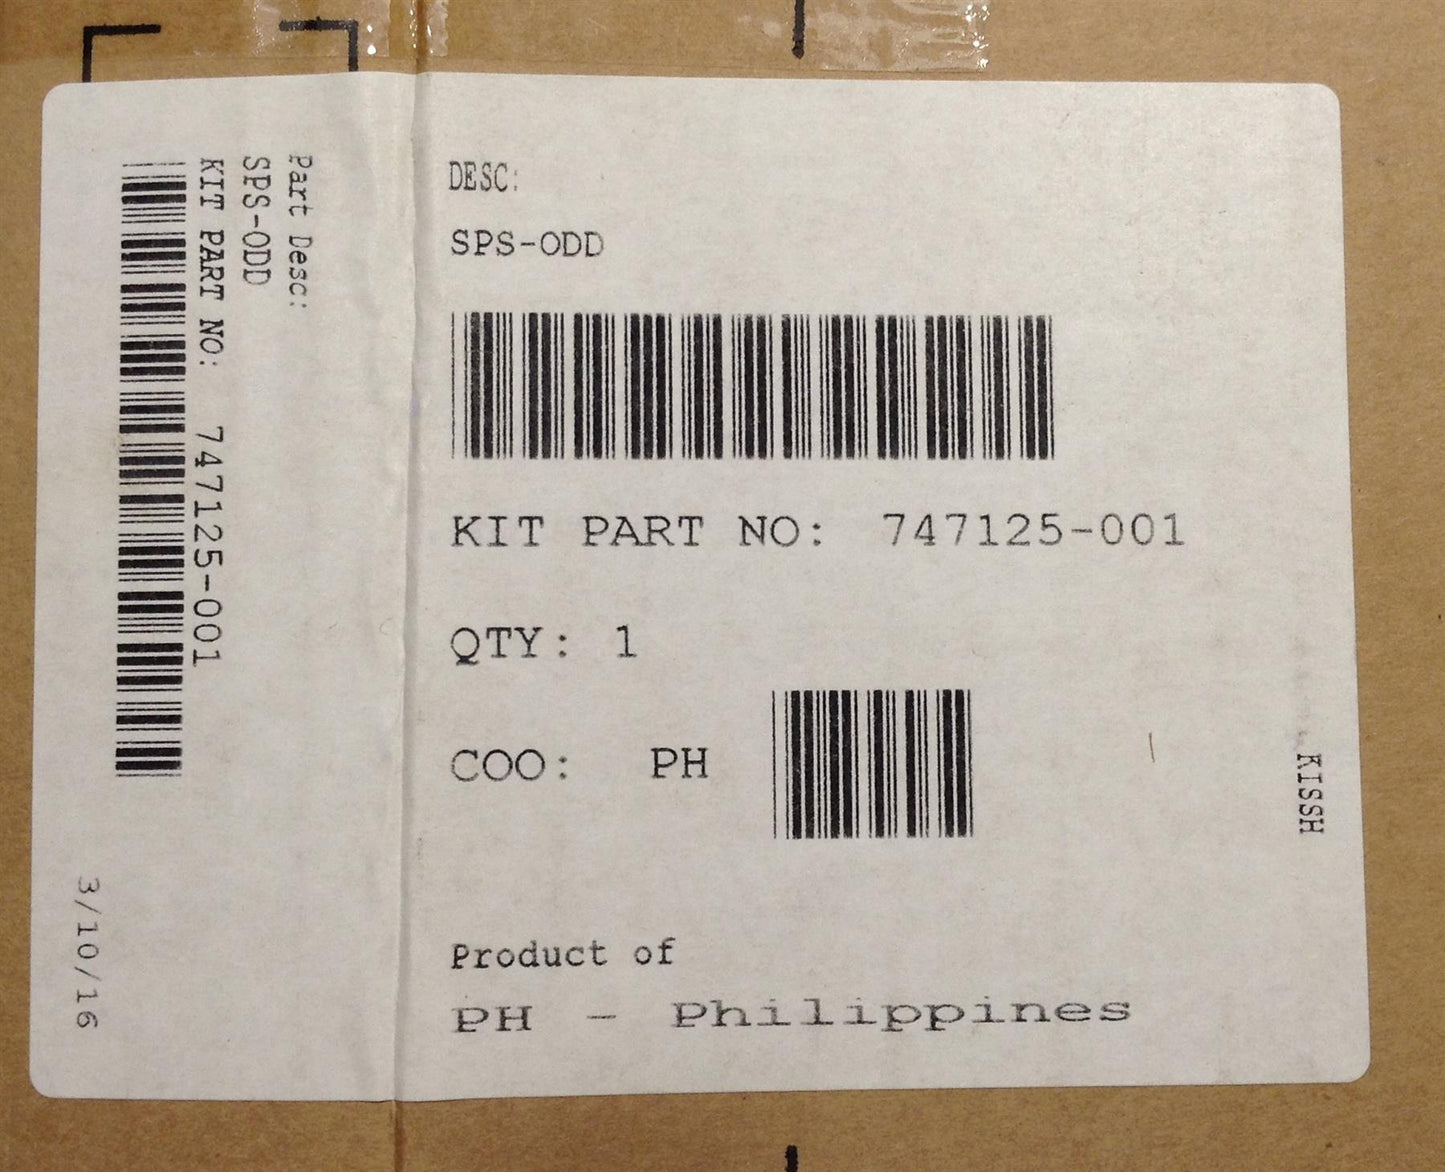 Part Desc:
SPS-ODD
KIT PART NO: 747125-001
3/10/16
DESC:
SPS-ODD
KIT PART NO: 747125-001
QTY: 1
COO: PH
Product of
PH - Philippines
RISSH